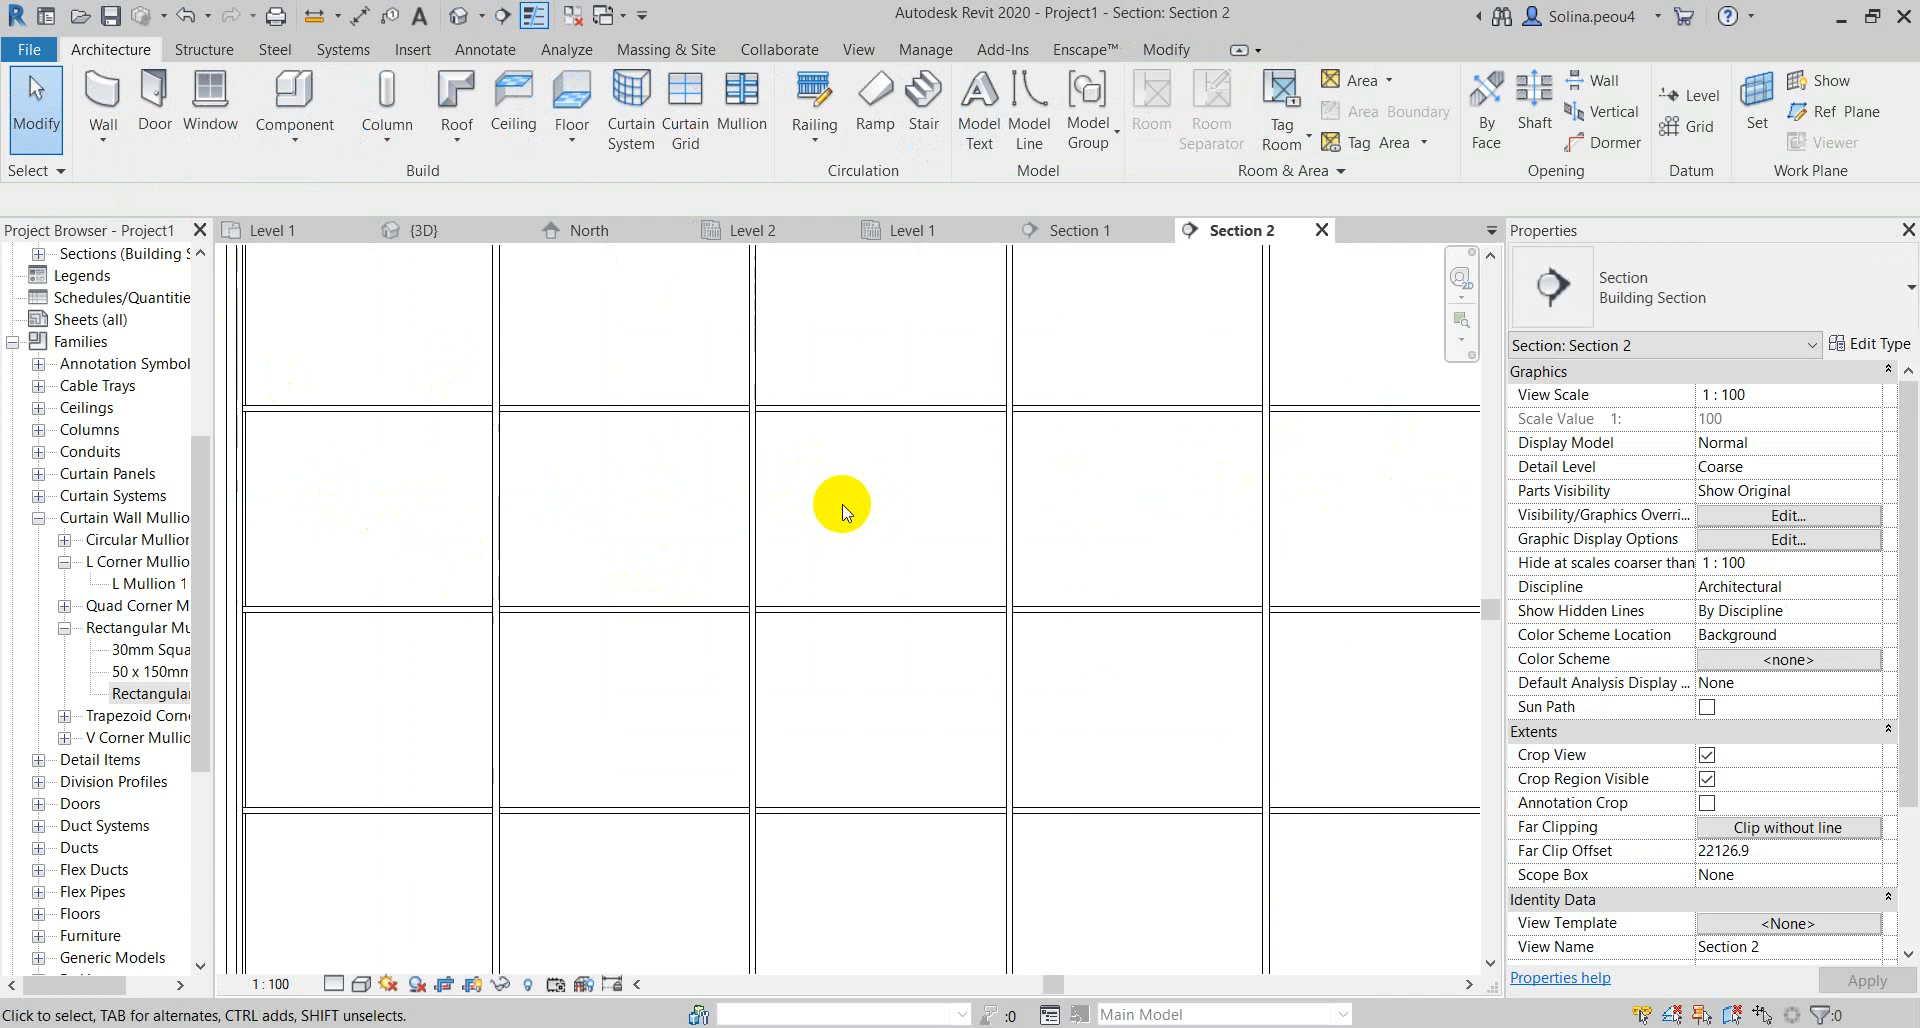 Autodesk Revit 2020 - Project1 - Section: Section 2
Solina.peou4
File Architecture Structure Steel Systems Insert Annotate Analyze Massing & Site Collaborate View Manage Add-Ins Enscape™ Modify
Modify Wall Door Window Component Column Roof Ceiling Floor Curtain System Curtain Grid Mullion Railing Ramp Stair Model Text Model Line Model Group Room Room Separator Tag Room
Area
Area Boundary
Tag Area
By Face
Shaft
Wall
Vertical
Dormer
Level
Grid
Set
Show
Ref Plane
Viewer
Select Build Circulation Model Room & Area Opening Datum Work Plane
Project Browser - Project1
Level 1 {3D} North Level 2 Level 1 Section 1 Section 2
Properties
Sections (Building S
Legends
Schedules/Quantitie
Sheets (all)
Families
Annotation Symbol
Cable Trays
Ceilings
Columns
Conduits
Curtain Panels
Curtain Systems
Curtain Wall Mullio
Circular Mullion
L Corner Mullio
L Mullion 1
Quad Corner M
Rectangular Mu
30mm Squa
50 x 150mm
Rectangular
Trapezoid Corne
V Corner Mullio
Detail Items
Division Profiles
Doors
Duct Systems
Ducts
Flex Ducts
Flex Pipes
Floors
Furniture
Generic Models
2D
Section
Building Section
Section: Section 2 Edit Type
Graphics
View Scale 1 : 100
Scale Value 1: 100
Display Model Normal
Detail Level Coarse
Parts Visibility Show Original
Visibility/Graphics Overri... Edit...
Graphic Display Options Edit...
Hide at scales coarser than 1 : 100
Discipline Architectural
Show Hidden Lines By Discipline
Color Scheme Location Background
Color Scheme <none>
Default Analysis Display ... None
Sun Path
Extents
Crop View
Crop Region Visible
Annotation Crop
Far Clipping Clip without line
Far Clip Offset 22126.9
Scope Box None
Identity Data
View Template <None>
View Name Section 2
Properties help Apply
1 : 100
Click to select, TAB for alternates, CTRL adds, SHIFT unselects.
:0
Main Model
:0